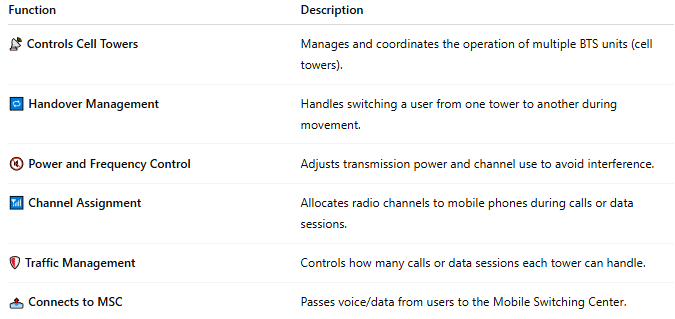 Function Description
Controls Cell Towers Manages and coordinates the operation of multiple BTS units (cell
towers).
Handover Management Handles switching a user from one tower to another during
movement.
Power and Frequency Control Adjusts transmission power and channel use to avoid interference.
Channel Assignment Allocates radio channels to mobile phones during calls or data
sessions.
Traffic Management Controls how many calls or data sessions each tower can handle.
Connects to MSC Passes voice/data from users to the Mobile Switching Center.